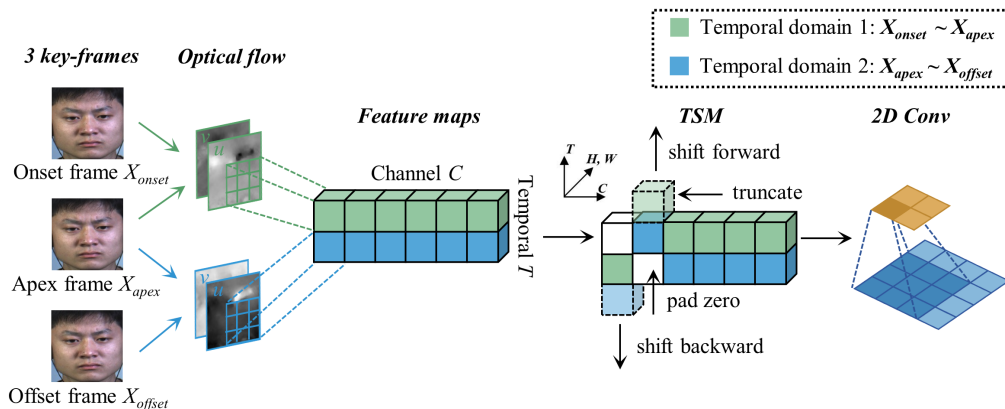 Temporal domain 1: X_onset ~ X_apex
Temporal domain 2: X_apex ~ X_offset
3 key-frames
Optical flow
Feature maps
TSM
2D Conv
Onset frame X_onset
Apex frame X_apex
Offset frame X_offset
v
u
v
u
Channel C
Temporal T
T
H, W
C
shift forward
truncate
pad zero
shift backward